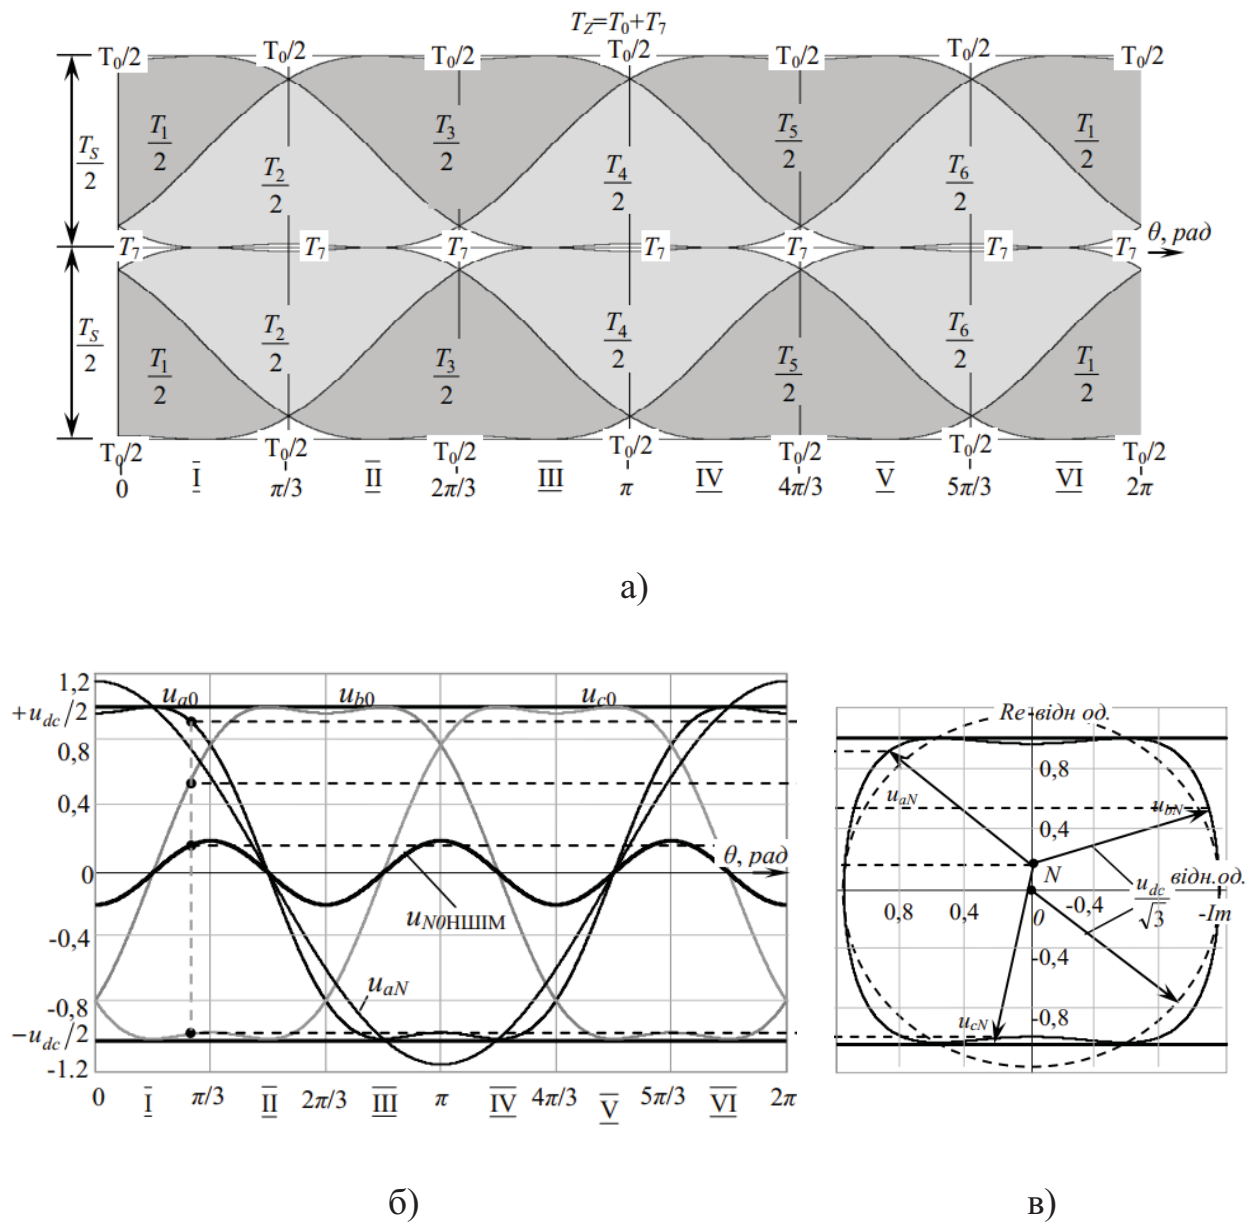 T_Z=T_0+T_7
T_0/2 T_0/2 T_0/2 T_0/2 T_0/2 T_0/2 T_0/2
T_S/2 T_1/2 T_2/2 T_3/2 T_4/2 T_5/2 T_6/2 T_1/2
T_7 T_7 T_7 T_7 T_7 T_7 T_7 θ, рад
T_S/2 T_1/2 T_2/2 T_3/2 T_4/2 T_5/2 T_6/2 T_1/2
T_0/2 T_0/2 T_0/2 T_0/2 T_0/2 T_0/2 T_0/2
0 I π/3 II 2π/3 III π IV 4π/3 V 5π/3 VI 2π
а)
1,2
+u_dc/2
0,8
0,4
0
-0,4
-0,8
−u_dc/2
-1.2
u_a0 u_b0 u_c0
θ, рад
u_N0НШІМ
u_aN
0 I π/3 II 2π/3 III π IV 4π/3 V 5π/3 VI 2π
б)
Re-відн од.
0,8
u_aN
u_bN
0,4
N
u_dc/√3 відн.од.
0,8 0,4 0 -0,4 -Im
-0,4
u_cN
-0,8
в)